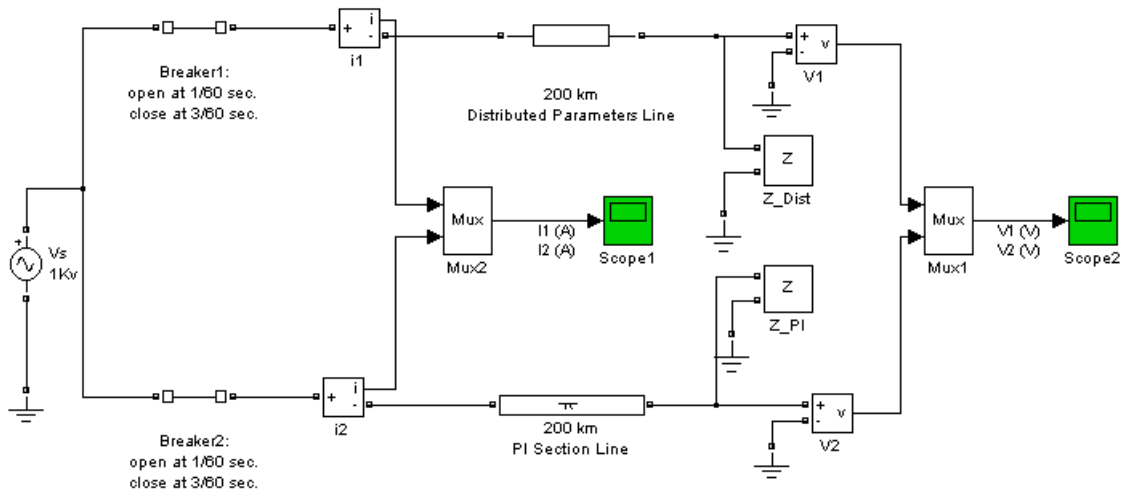 i
+
-
i1
+
-
v
V1
Breaker1:
open at 1/60 sec.
close at 3/60 sec.
200 km
Distributed Parameters Line
Z
Z_Dist
Mux
Mux2
I1 (A)
I2 (A)
Scope1
Mux
Mux1
V1 (V)
V2 (V)
Scope2
+
Vs
1Kv
Z
Z_PI
i
+
-
i2
200 km
PI Section Line
+
-
v
V2
Breaker2:
open at 1/60 sec.
close at 3/60 sec.